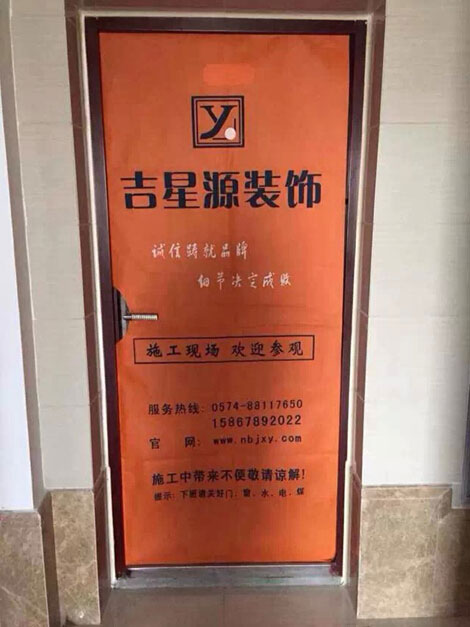 y
吉星源装饰
诚信铸就品牌
细节决定成败
施工现场 欢迎参观
服务热线：0574-88117650
15867892022
官 网：www.nbjxy.com
施工中带来不便敬请谅解！
提示：下班请关好门、窗、水、电、煤